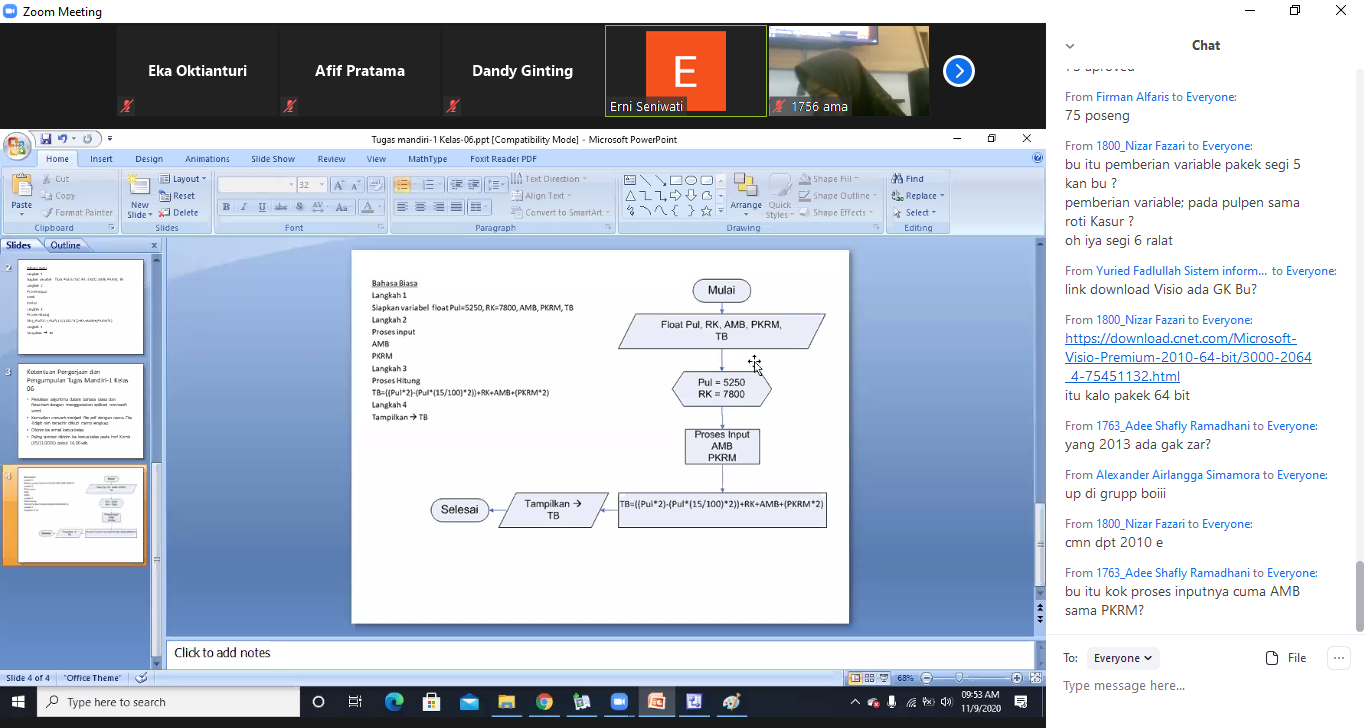 Zoom Meeting
Eka Oktianturi
Afif Pratama
Dandy Ginting
E
Erni Seniwati
1756 ama
Tugas mandiri-1 Kelas-06.ppt [Compatibility Mode] - Microsoft PowerPoint
Home Insert Design Animations Slide Show Review View MathType Foxit Reader PDF
Paste
Cut
Copy
Format Painter
Clipboard
New Slide
Layout
Reset
Delete
Slides
32
B I U abc S AV Aa A
Font
Text Direction
Align Text
Convert to SmartArt
Paragraph
Arrange
Quick Styles
Shape Fill
Shape Outline
Shape Effects
Drawing
Find
Replace
Select
Editing
Slides Outline
2
3
Ketentuan Pengerjaan dan
Pengumpulan Tugas Mandiri-1 Kelas
06
4
Bahasa Biasa
Langkah 1
Siapkan variabel float Pul=5250, RK=7800, AMB, PKRM, TB
Langkah 2
Proses input
AMB
PKRM
Langkah 3
Proses Hitung
TB=((Pul*2)-(Pul*(15/100)*2))+RK+AMB+(PKRM*2)
Langkah 4
Tampilkan → TB
Mulai
Float Pul, RK, AMB, PKRM,
TB
Pul = 5250
RK = 7800
Proses Input
AMB
PKRM
TB=((Pul*2)-(Pul*(15/100)*2))+RK+AMB+(PKRM*2)
Tampilkan →
TB
Selesai
Click to add notes
Slide 4 of 4 "Office Theme" 68%
Type here to search
09:53 AM
11/9/2020
Chat
From Firman Alfaris to Everyone:
75 poseng
From 1800_Nizar Fazari to Everyone:
bu itu pemberian variable pakek segi 5
kan bu ?
pemberian variable; pada pulpen sama
roti Kasur ?
oh iya segi 6 ralat
From Yuried Fadlullah Sistem inform... to Everyone:
link download Visio ada GK Bu?
From 1800_Nizar Fazari to Everyone:
https://download.cnet.com/Microsoft-
Visio-Premium-2010-64-bit/3000-2064
_4-75451132.html
itu kalo pakek 64 bit
From 1763_Adee Shafly Ramadhani to Everyone:
yang 2013 ada gak zar?
From Alexander Airlangga Simamora to Everyone:
up di grupp boiii
From 1800_Nizar Fazari to Everyone:
cmn dpt 2010 e
From 1763_Adee Shafly Ramadhani to Everyone:
bu itu kok proses inputnya cuma AMB
sama PKRM?
To: Everyone
File
Type message here...